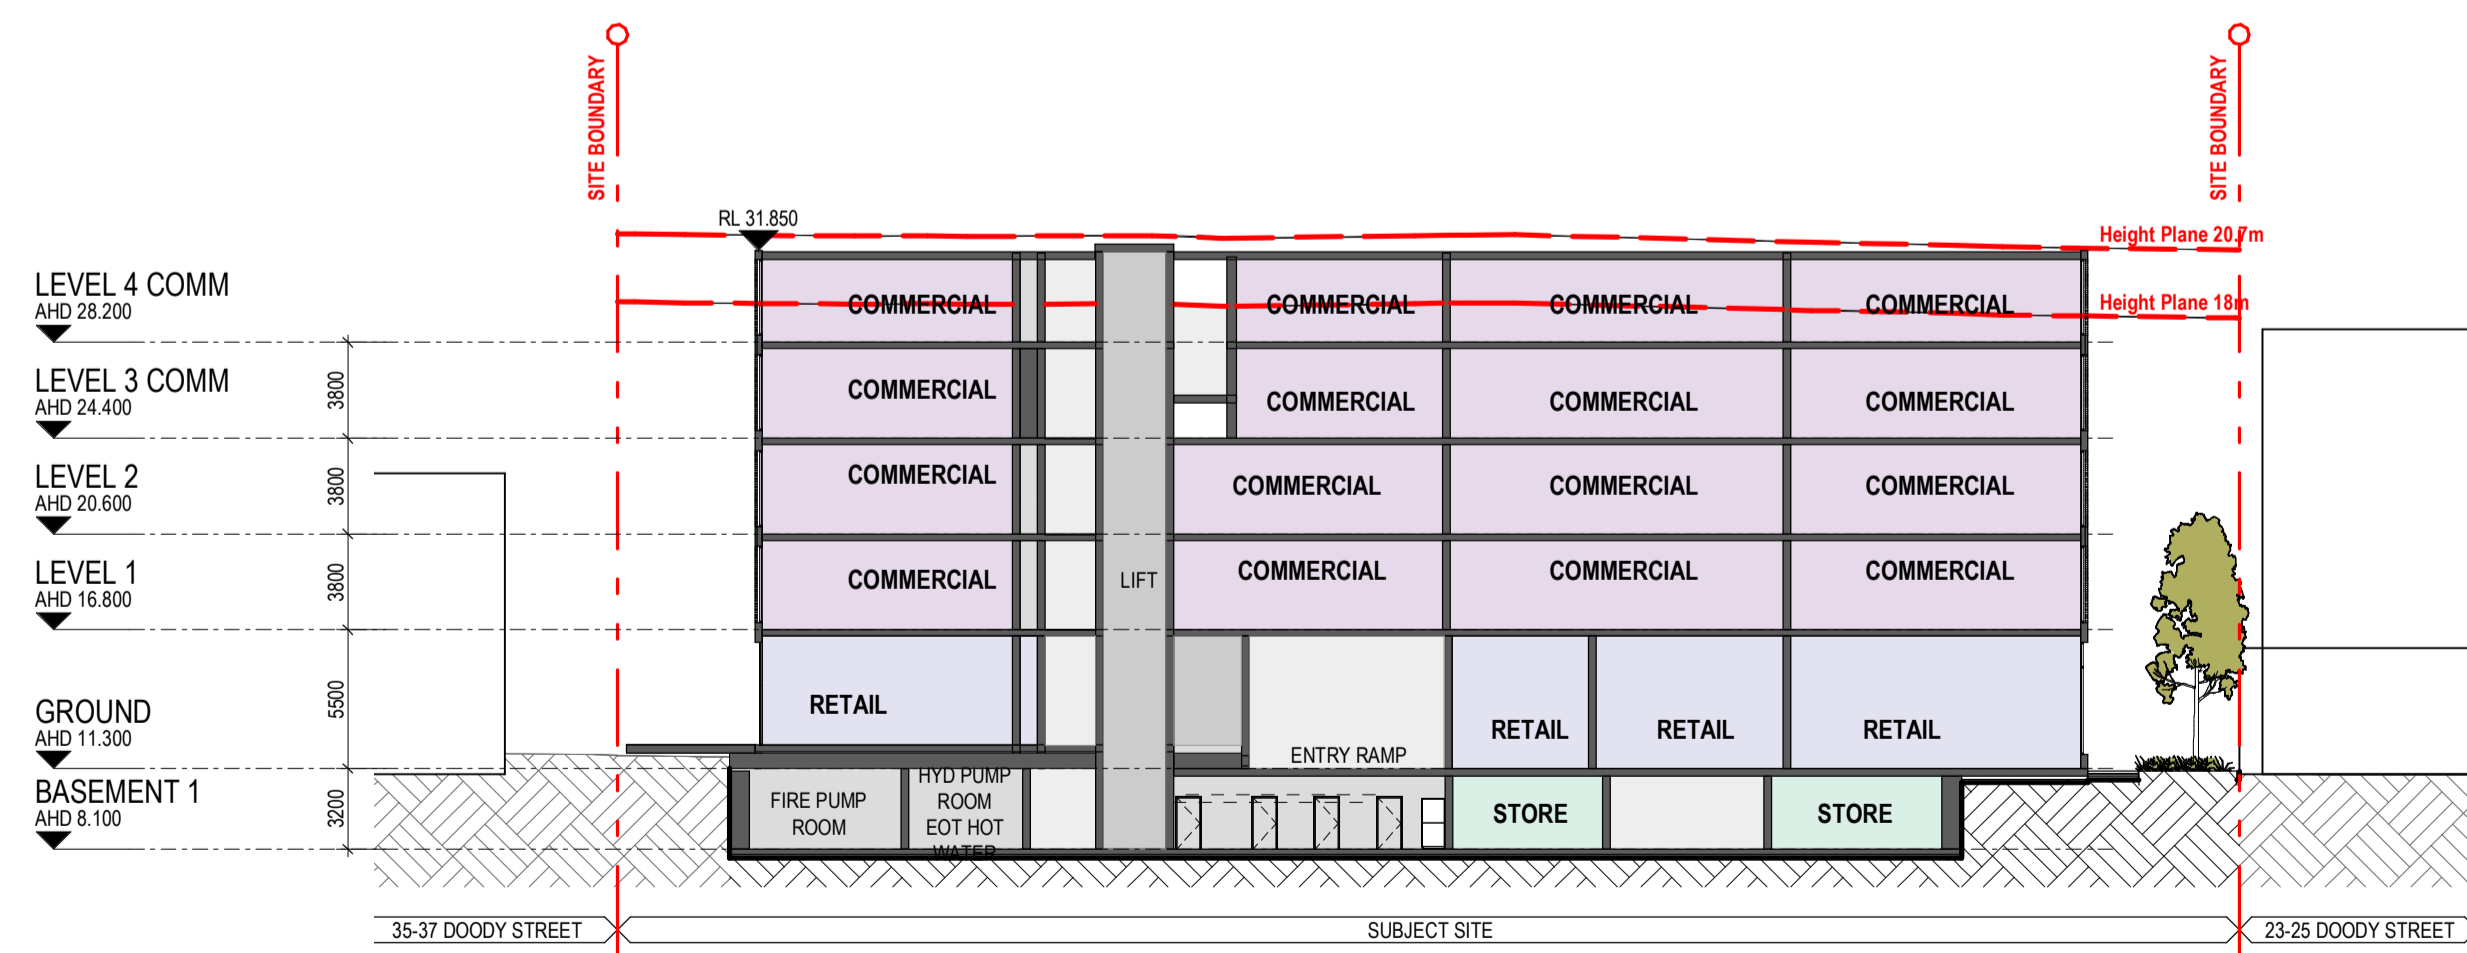 SITE BOUNDARY
SITE BOUNDARY
RL 31.850
Height Plane 20.7m
Height Plane 18m
LEVEL 4 COMM
AHD 28.200
COMMERCIAL
COMMERCIAL
COMMERCIAL
COMMERCIAL
LEVEL 3 COMM
AHD 24.400
3800
COMMERCIAL
COMMERCIAL
COMMERCIAL
COMMERCIAL
LEVEL 2
AHD 20.600
3800
COMMERCIAL
COMMERCIAL
COMMERCIAL
COMMERCIAL
LEVEL 1
AHD 16.800
3800
COMMERCIAL
LIFT
COMMERCIAL
COMMERCIAL
COMMERCIAL
GROUND
AHD 11.300
5500
RETAIL
ENTRY RAMP
RETAIL
RETAIL
RETAIL
BASEMENT 1
AHD 8.100
3200
FIRE PUMP
ROOM
HYD PUMP
ROOM
EOT HOT
WATER
STORE
STORE
35-37 DOODY STREET
SUBJECT SITE
23-25 DOODY STREET